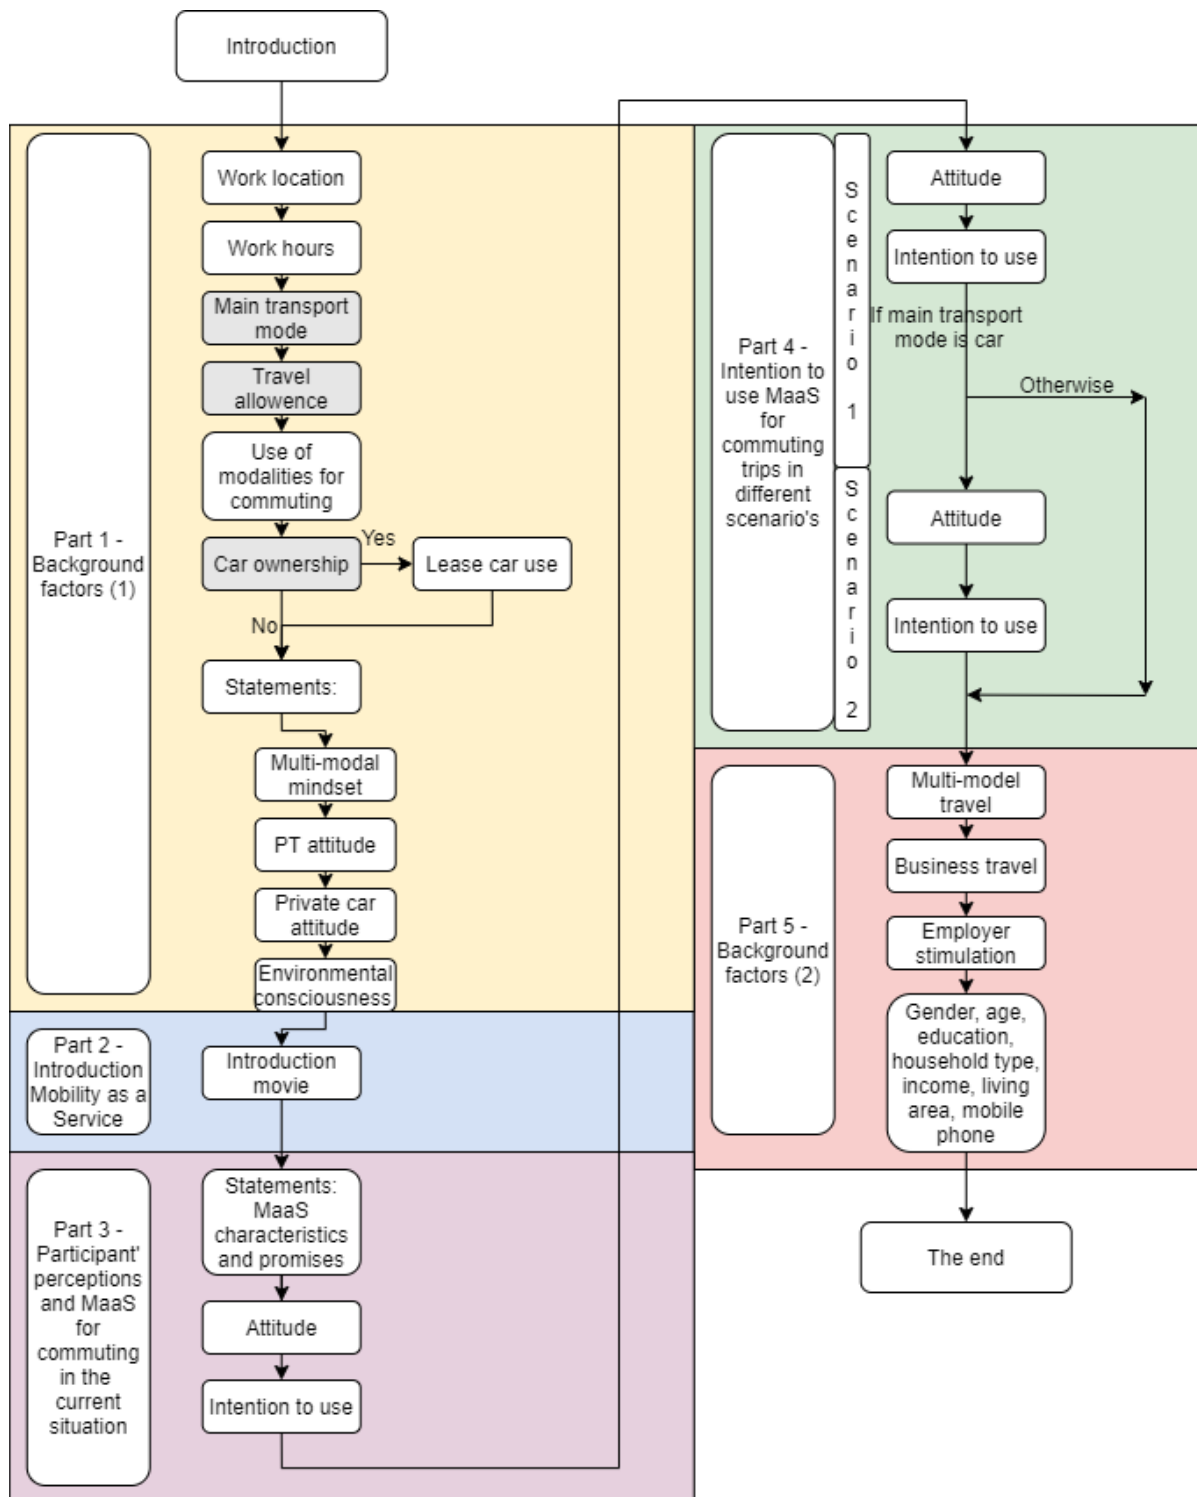 Introduction
Part 1 -
Background
factors (1)
Work location
Work hours
Main transport
mode
Travel
allowence
Use of
modalities for
commuting
Car ownership
Yes
Lease car use
No
Statements:
Multi-modal
mindset
PT attitude
Private car
attitude
Environmental
consciousness
Part 2 -
Introduction
Mobility as a
Service
Introduction
movie
Part 3 -
Participant'
perceptions
and MaaS
for
commuting
in the
current
situation
Statements:
MaaS
characteristics
and promises
Attitude
Intention to use
Part 4 -
Intention to
use MaaS
for
commuting
trips in
different
scenario's
Scenario 1
Attitude
Intention to use
If main transport
mode is car
Otherwise
Scenario 2
Attitude
Intention to use
Part 5 -
Background
factors (2)
Multi-model
travel
Business travel
Employer
stimulation
Gender, age,
education,
household type,
income, living
area, mobile
phone
The end